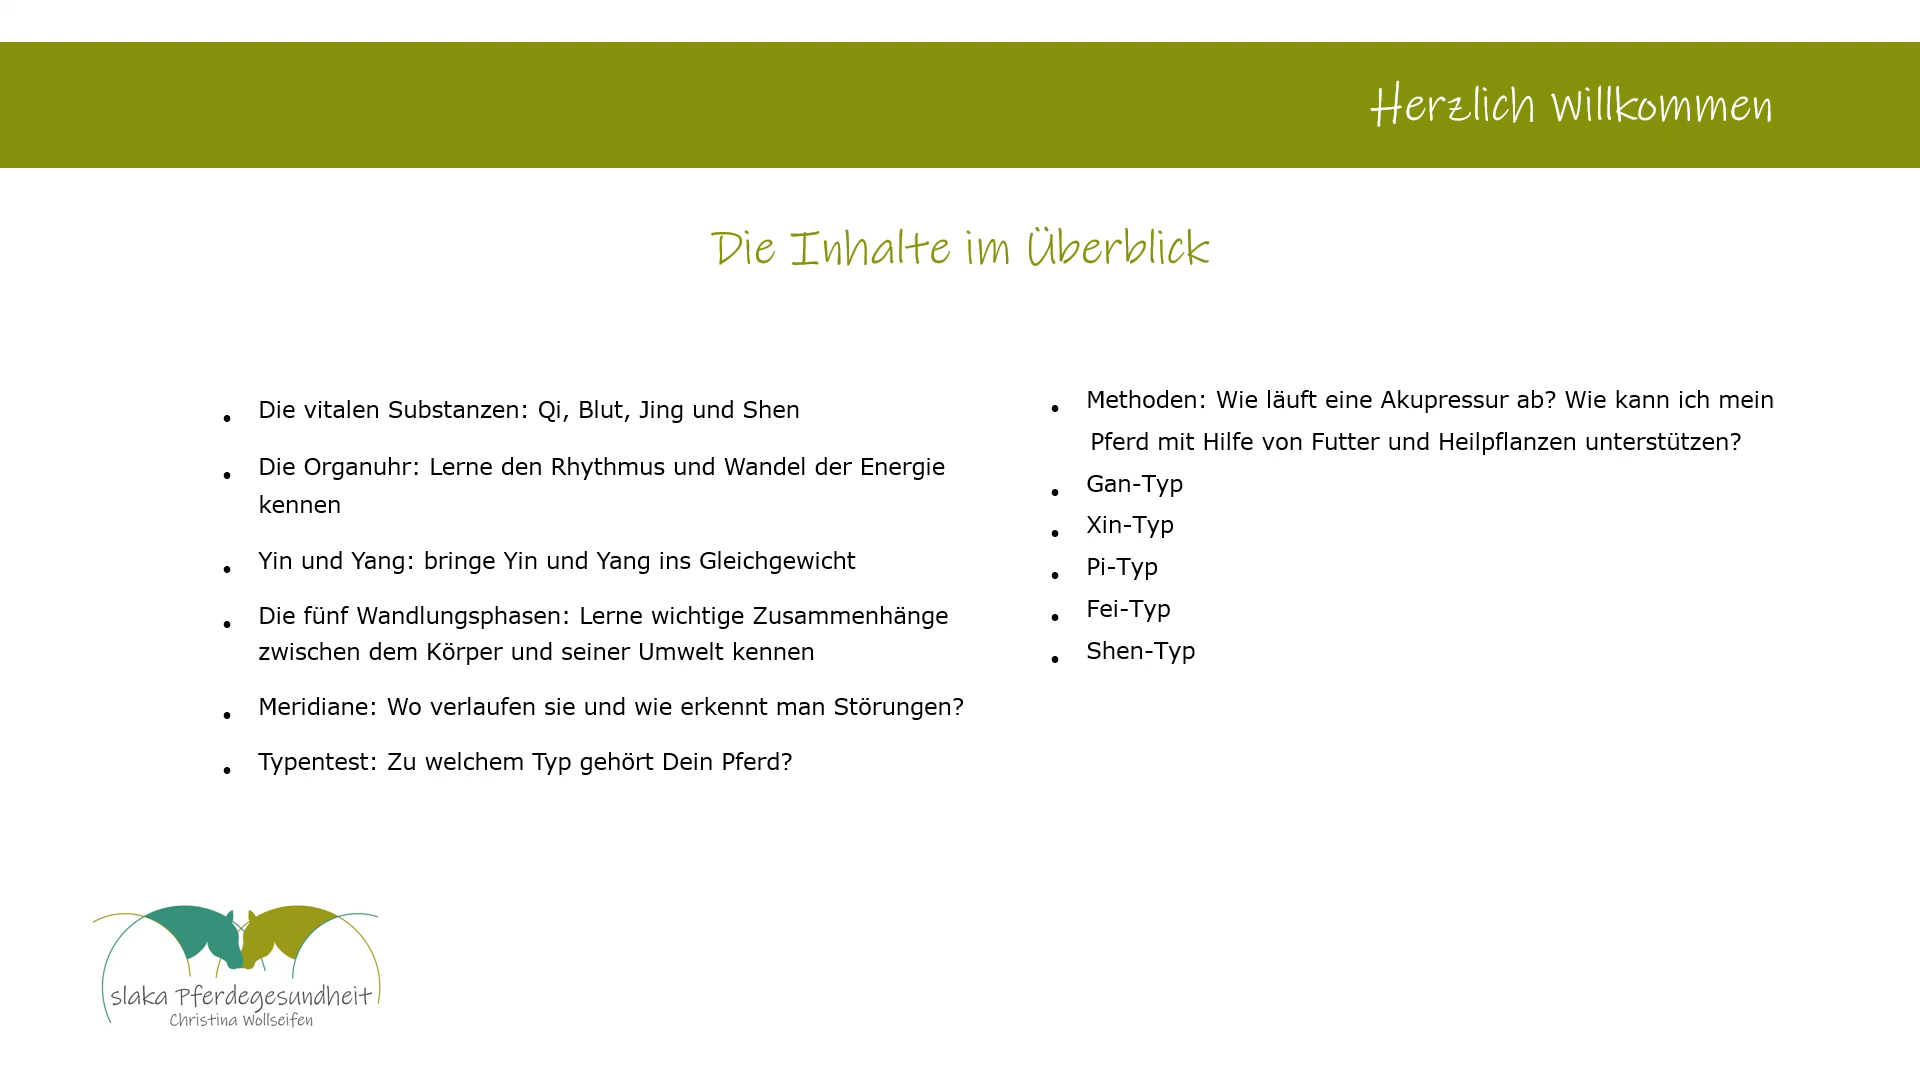 Herzlich Willkommen
Die Inhalte im Überblick
• Die vitalen Substanzen: Qi, Blut, Jing und Shen
• Die Organuhr: Lerne den Rhythmus und Wandel der Energie
kennen
• Yin und Yang: bringe Yin und Yang ins Gleichgewicht
• Die fünf Wandlungsphasen: Lerne wichtige Zusammenhänge
zwischen dem Körper und seiner Umwelt kennen
• Meridiane: Wo verlaufen sie und wie erkennt man Störungen?
• Typentest: Zu welchem Typ gehört Dein Pferd?
• Methoden: Wie läuft eine Akupressur ab? Wie kann ich mein
Pferd mit Hilfe von Futter und Heilpflanzen unterstützen?
• Gan-Typ
• Xin-Typ
• Pi-Typ
• Fei-Typ
• Shen-Typ
slaka Pferdegesundheit
Christina Wollseifen